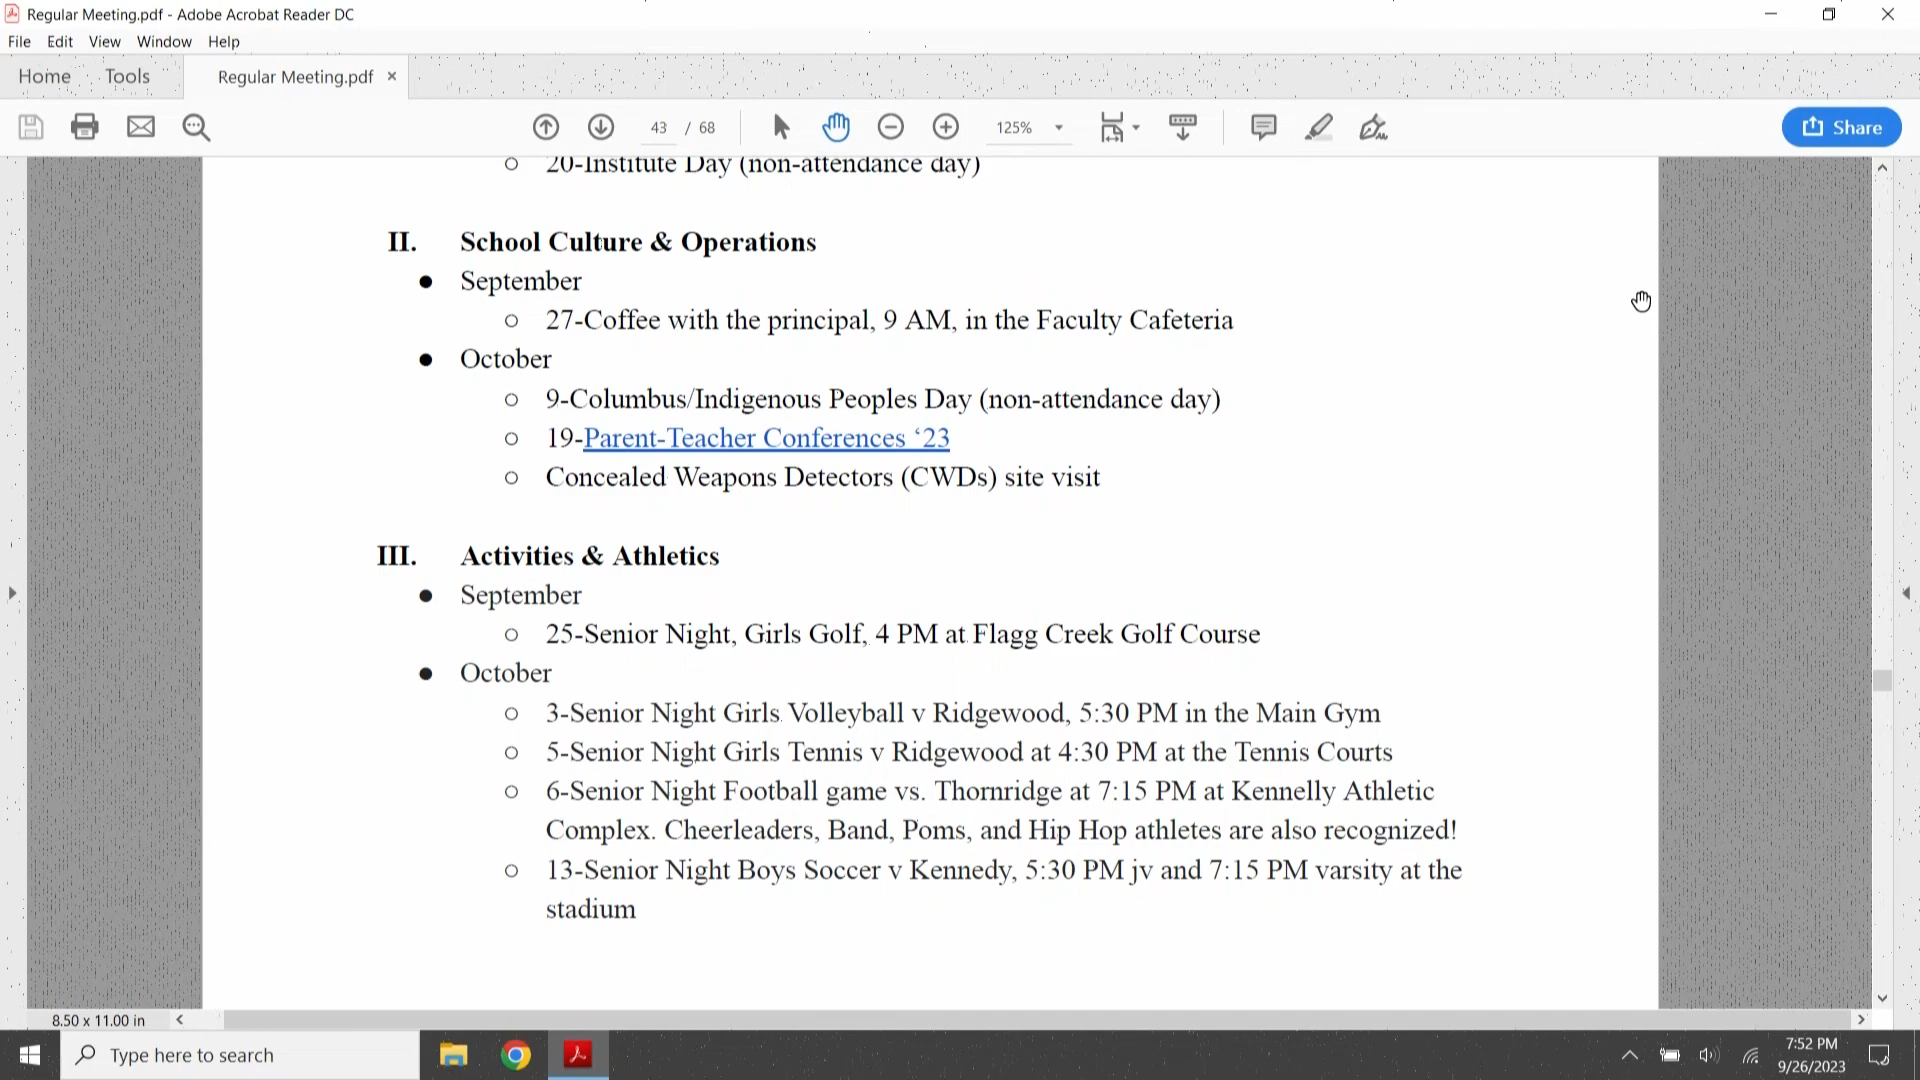 Regular Meeting.pdf - Adobe Acrobat Reader DC
File Edit View Window Help
Home Tools Regular Meeting.pdf ×
43 / 68 125% Share
20-Institute Day (non-attendance day)
II. School Culture & Operations
● September
○ 27-Coffee with the principal, 9 AM, in the Faculty Cafeteria
● October
○ 9-Columbus/Indigenous Peoples Day (non-attendance day)
○ 19-Parent-Teacher Conferences ‘23
○ Concealed Weapons Detectors (CWDs) site visit
III. Activities & Athletics
● September
○ 25-Senior Night, Girls Golf, 4 PM at Flagg Creek Golf Course
● October
○ 3-Senior Night Girls Volleyball v Ridgewood, 5:30 PM in the Main Gym
○ 5-Senior Night Girls Tennis v Ridgewood at 4:30 PM at the Tennis Courts
○ 6-Senior Night Football game vs. Thornridge at 7:15 PM at Kennelly Athletic
Complex. Cheerleaders, Band, Poms, and Hip Hop athletes are also recognized!
○ 13-Senior Night Boys Soccer v Kennedy, 5:30 PM jv and 7:15 PM varsity at the
stadium
8.50 x 11.00 in
Type here to search
7:52 PM
9/26/2023